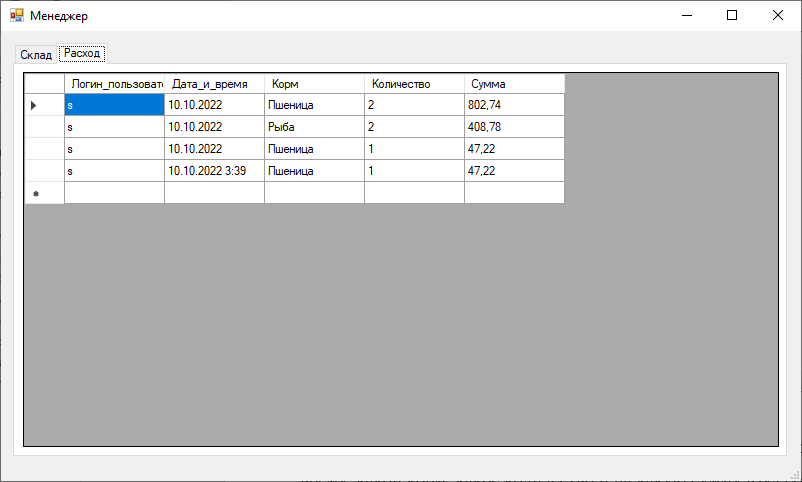 Менеджер
Склад Расход
Логин_пользоват Дата_и_время Корм Количество Сумма
s 10.10.2022 Пшеница 2 802,74
s 10.10.2022 Рыба 2 408,78
s 10.10.2022 Пшеница 1 47,22
s 10.10.2022 3:39 Пшеница 1 47,22